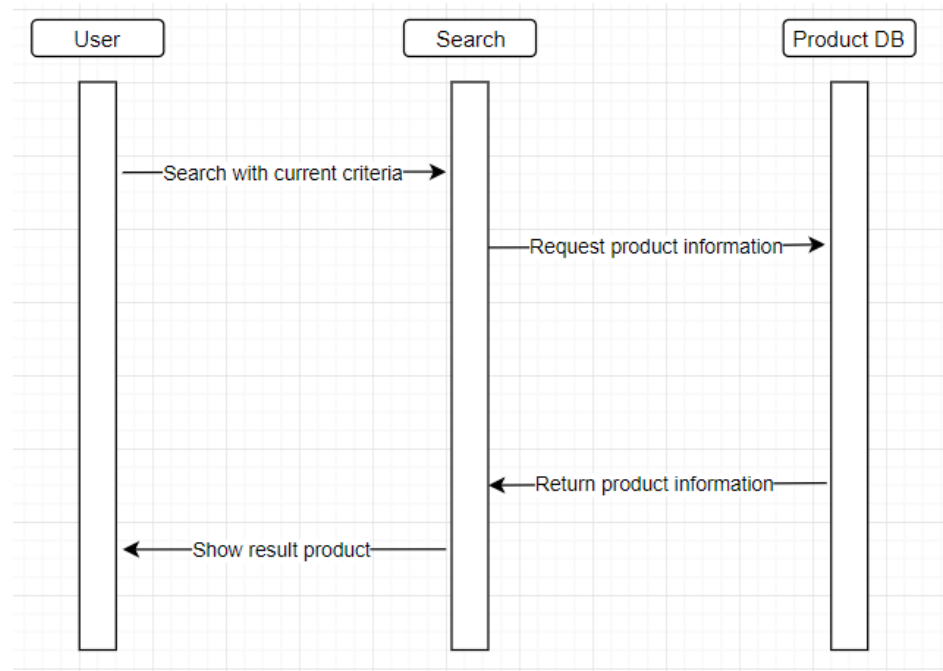 User
Search
Product DB
Search with current criteria
Request product information
Return product information
Show result product